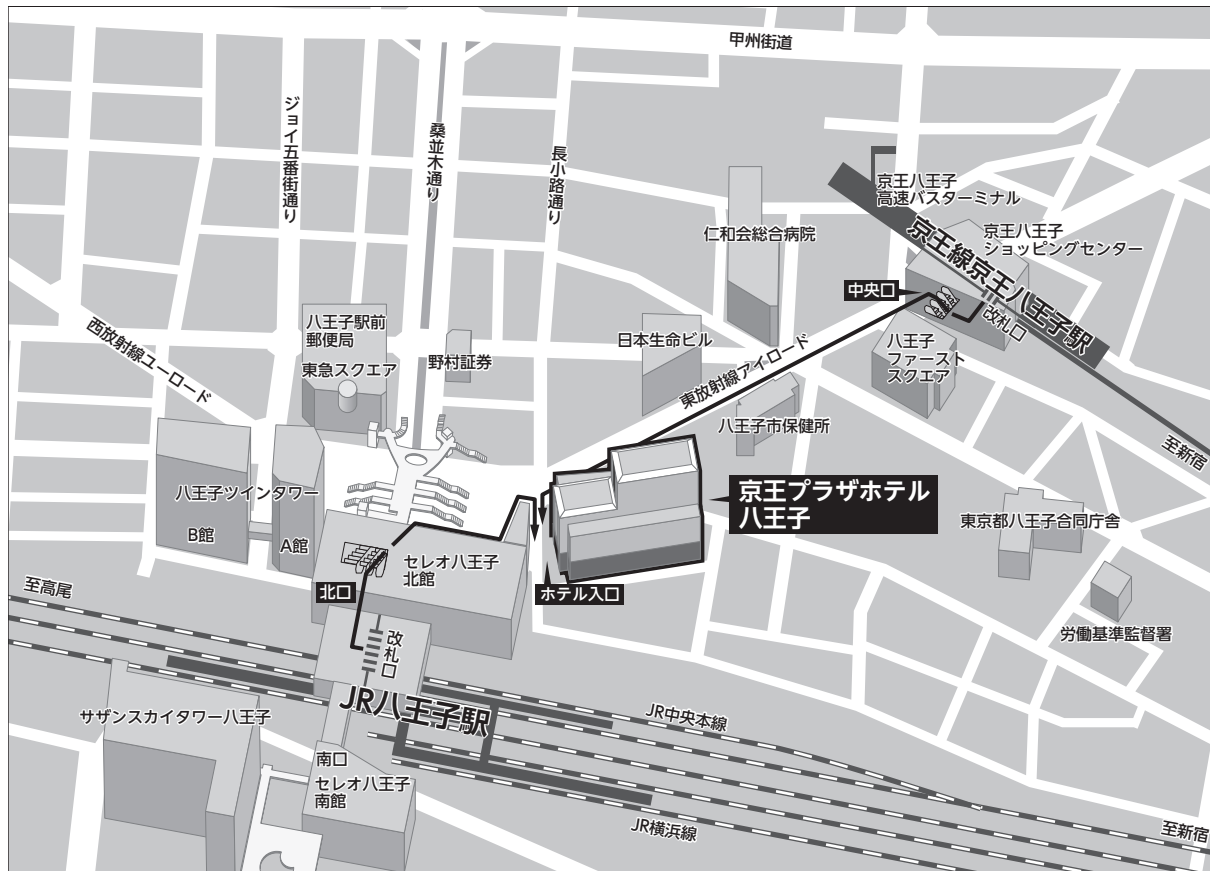 甲州街道
ジョイ五番街通り
桑並木通り
長小路通り
京王八王子
高速バスターミナル
京王八王子
ショッピングセンター
京王線京王八王子駅
仁和会総合病院
中央口
改札口
八王子
ファースト
スクエア
西放射線ユーロード
八王子駅前
郵便局
東急スクエア
野村証券
日本生命ビル
東放射線アイロード
八王子市保健所
至新宿
八王子ツインタワー
B館
A館
京王プラザホテル
八王子
東京都八王子合同庁舎
セレオ八王子
北館
北口
ホテル入口
至高尾
改札口
労働基準監督署
JR八王子駅
サザンスカイタワー八王子
JR中央本線
南口
セレオ八王子
南館
JR横浜線
至新宿